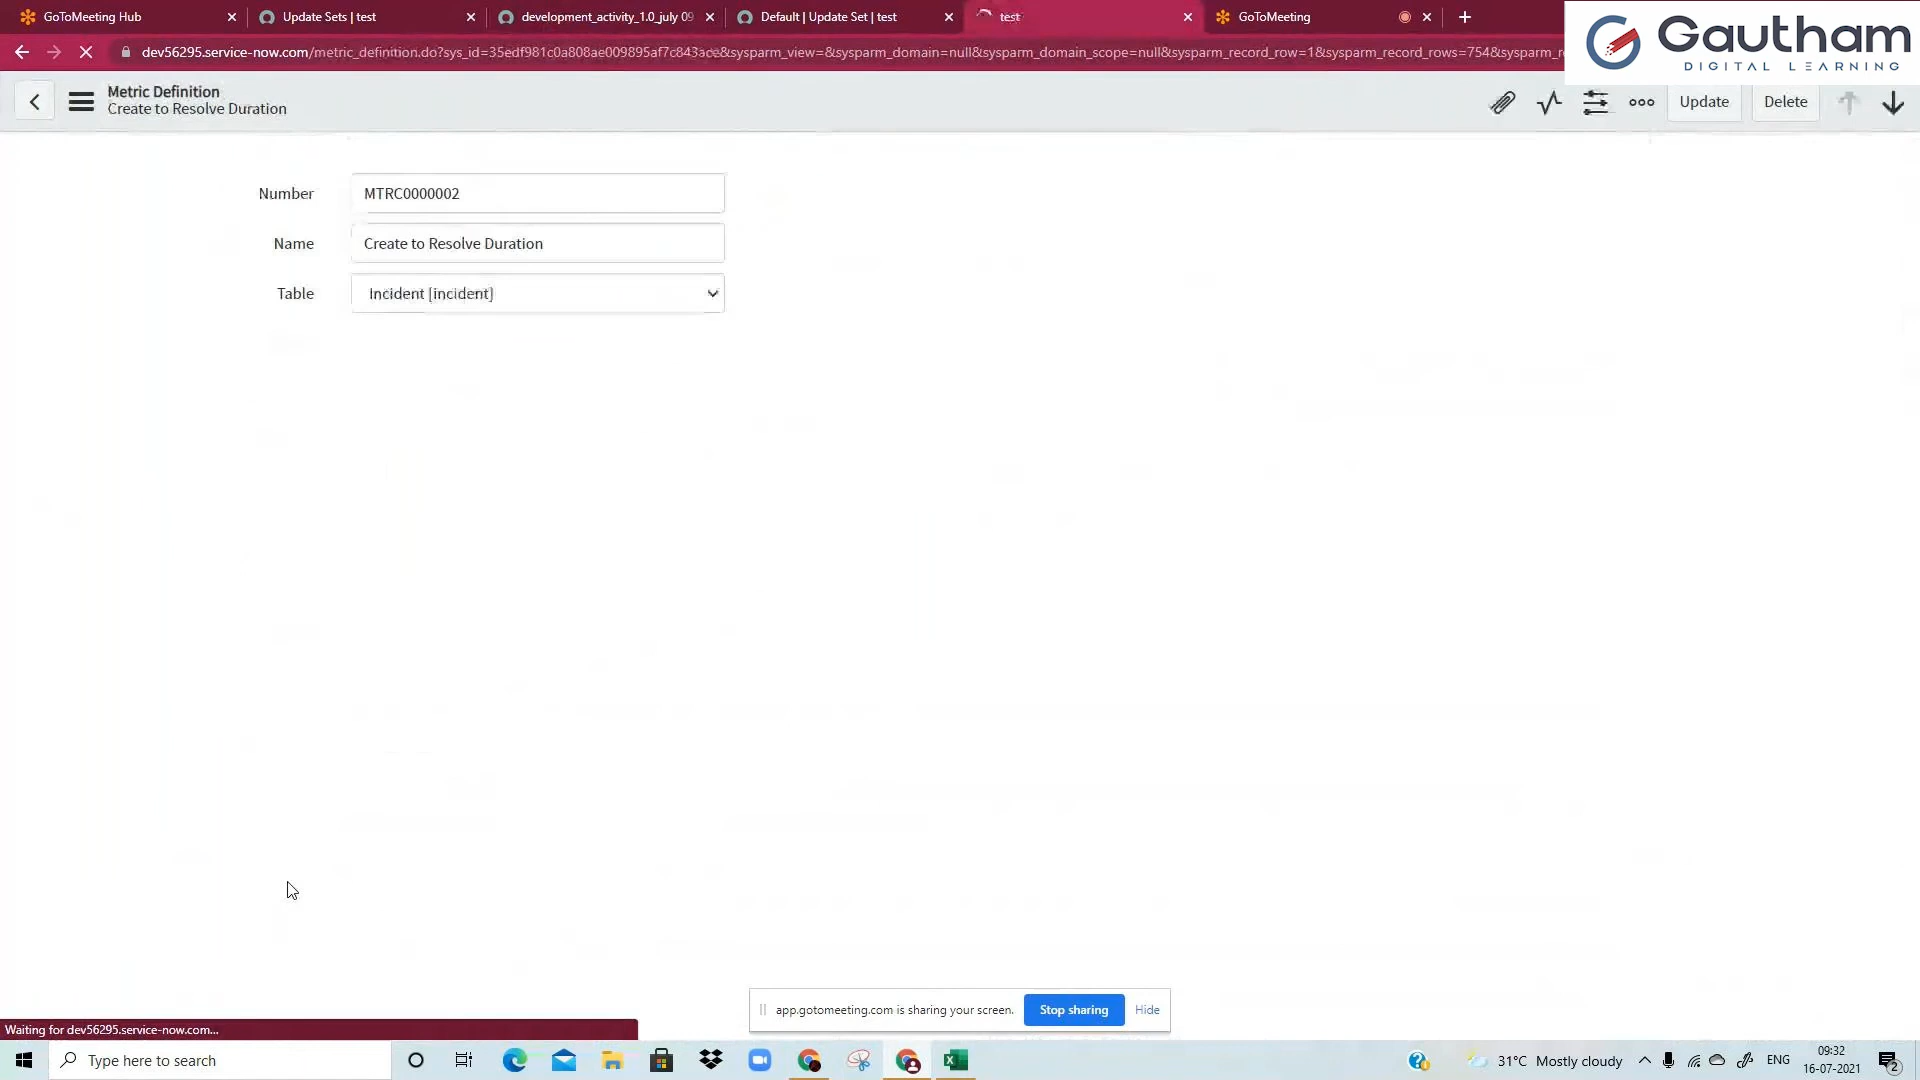 GoToMeeting Hub
Update Sets | test
development_activity_1.0_july 09
Default | Update Set | test
test
GoToMeeting
dev56295.service-now.com/metric_definition.do?sys_id=35edf981c0a808ae009895af7c843ace&sysparm_view=&sysparm_domain=null&sysparm_domain_scope=null&sysparm_record_row=1&sysparm_record_rows=754&sysparm_r
Gautham
DIGITAL LEARNING
Metric Definition
Create to Resolve Duration
Update
Delete
Number
MTRC0000002
Name
Create to Resolve Duration
Table
Incident [incident]
app.gotomeeting.com is sharing your screen.
Stop sharing
Hide
Waiting for dev56295.service-now.com...
Type here to search
31°C Mostly cloudy
ENG
09:32
16-07-2021
2